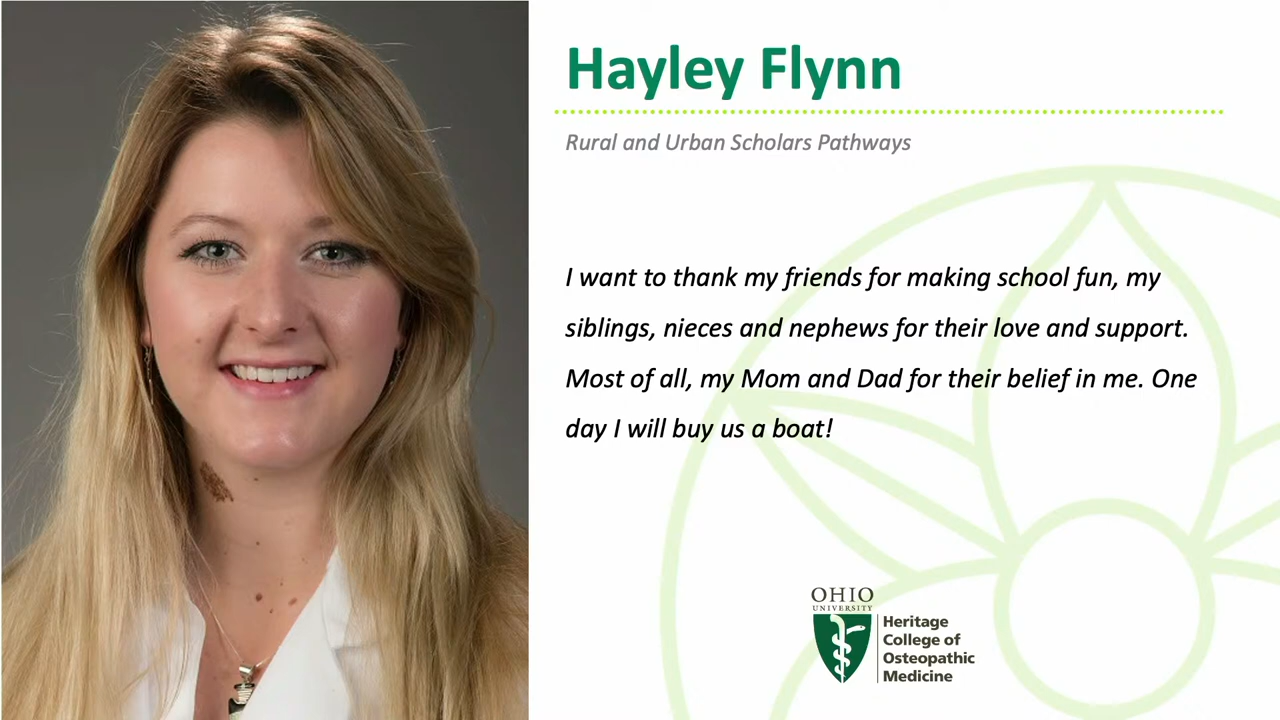 Hayley Flynn
Rural and Urban Scholars Pathways
I want to thank my friends for making school fun, my
siblings, nieces and nephews for their love and support.
Most of all, my Mom and Dad for their belief in me. One
day I will buy us a boat!
OHIO
UNIVERSITY
Heritage
College of
Osteopathic
Medicine